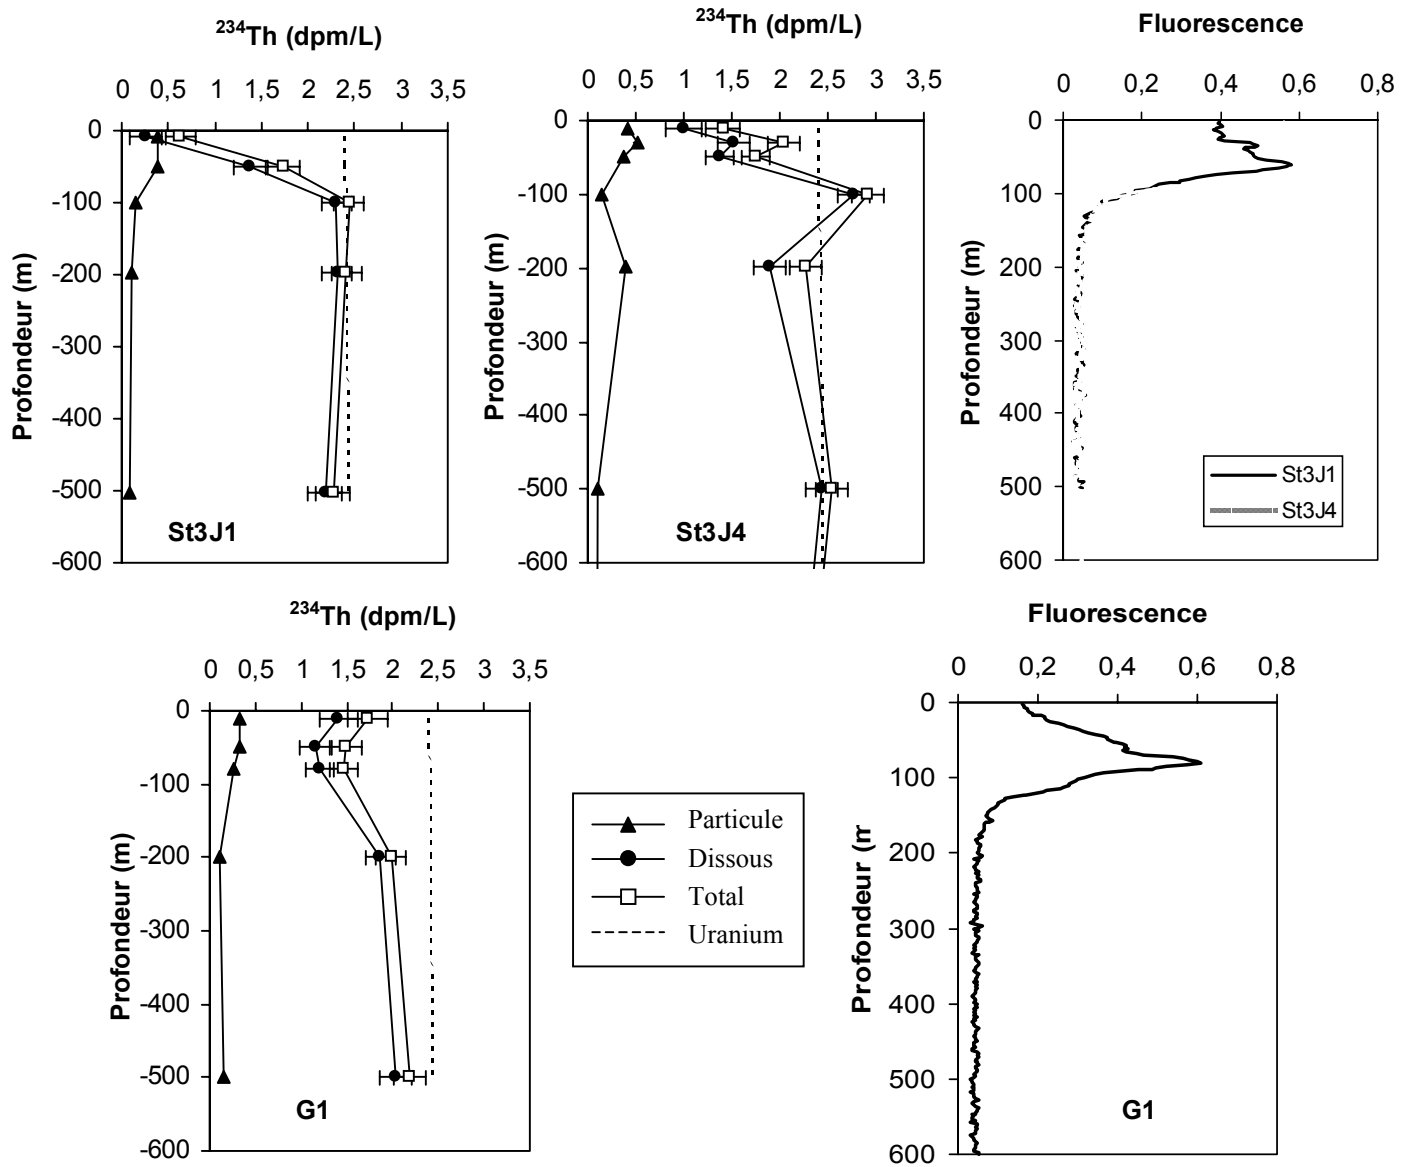 ²³⁴Th (dpm/L)
0 0,5 1 1,5 2 2,5 3 3,5
0
-100
-200
-300
-400
-500
-600
Profondeur (m)
St3J1
²³⁴Th (dpm/L)
0 0,5 1 1,5 2 2,5 3 3,5
0
-100
-200
-300
-400
-500
-600
Profondeur (m)
St3J4
Fluorescence
0 0,2 0,4 0,6 0,8
0
100
200
300
400
500
600
Profondeur (m)
St3J1
St3J4
²³⁴Th (dpm/L)
0 0,5 1 1,5 2 2,5 3 3,5
0
-100
-200
-300
-400
-500
-600
Profondeur (m)
G1
Particule
Dissous
Total
Uranium
Fluorescence
0 0,2 0,4 0,6 0,8
0
100
200
300
400
500
600
Profondeur (
G1